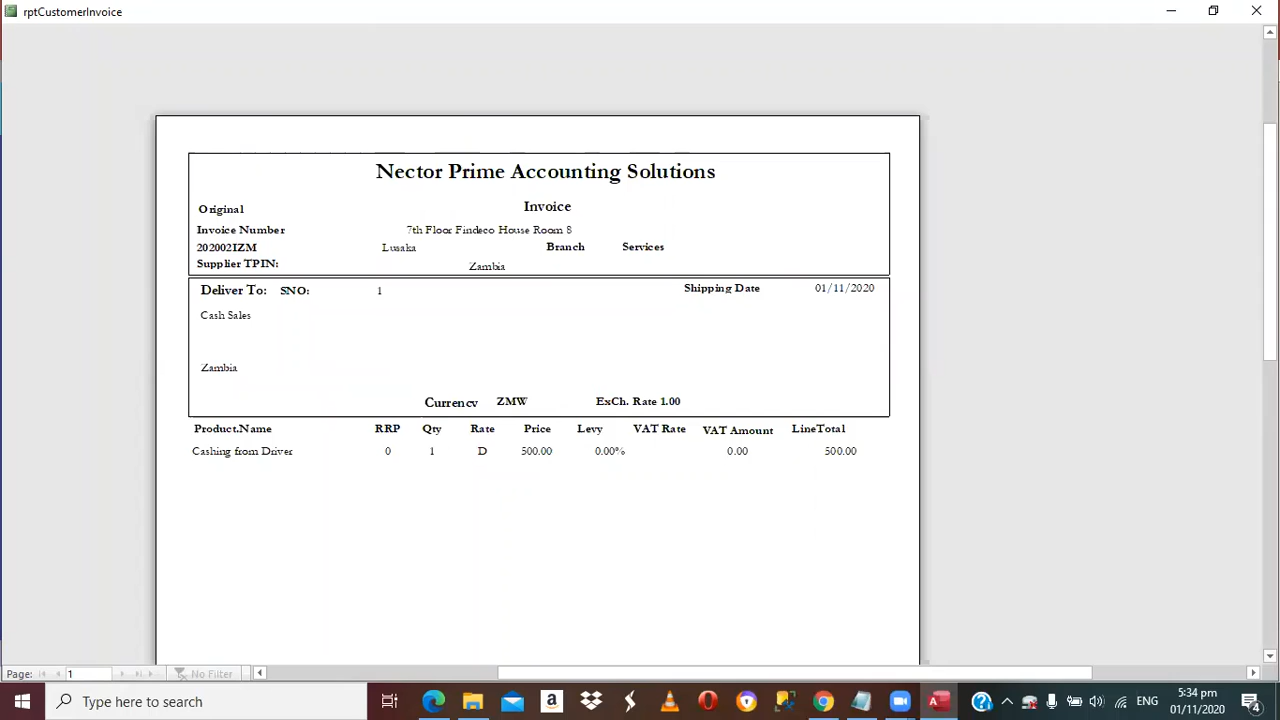 rptCustomerInvoice
Nector Prime Accounting Solutions
Original
Invoice
Invoice Number
7th Floor Findeco House Room 8
202002IZM
Lusaka
Branch
Services
Supplier TPIN:
Zambia
Deliver To: SNO: 1
Shipping Date 01/11/2020
Cash Sales
Zambia
Currency ZMW ExCh. Rate 1.00
Product.Name RRP Qty Rate Price Levy VAT Rate VAT Amount LineTotal
Cashing from Driver 0 1 D 500.00 0.00% 0.00 500.00
Page: 1 No Filter
Type here to search
ENG
5:34 pm
01/11/2020
4